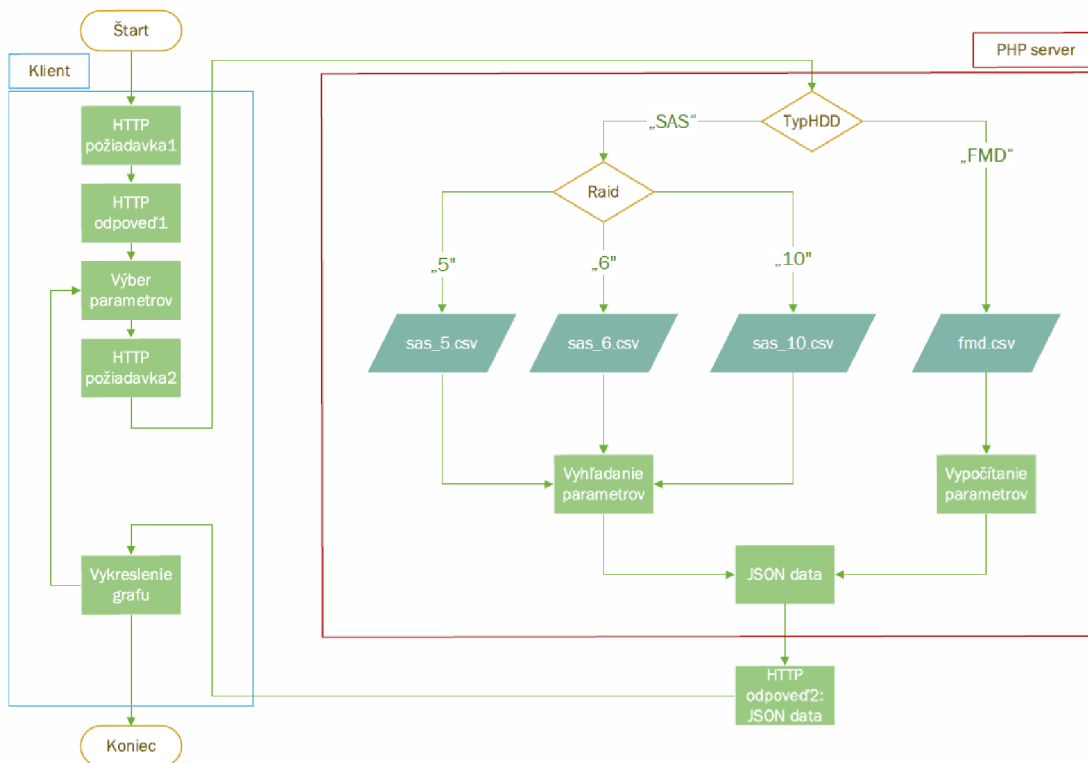 Štart
Klient
PHP server
HTTP
požiadavka1
HTTP
odpoveď1
Výber
parametrov
HTTP
požiadavka2
TypHDD
„SAS“
„FMD“
Raid
„5"
„6"
„10"
sas_5.csv
sas_6.csv
sas_10.csv
fmd.csv
Vyhľadanie
parametrov
Vypočítanie
parametrov
Vykreslenie
grafu
JSON data
HTTP
odpoveď2:
JSON data
Koniec